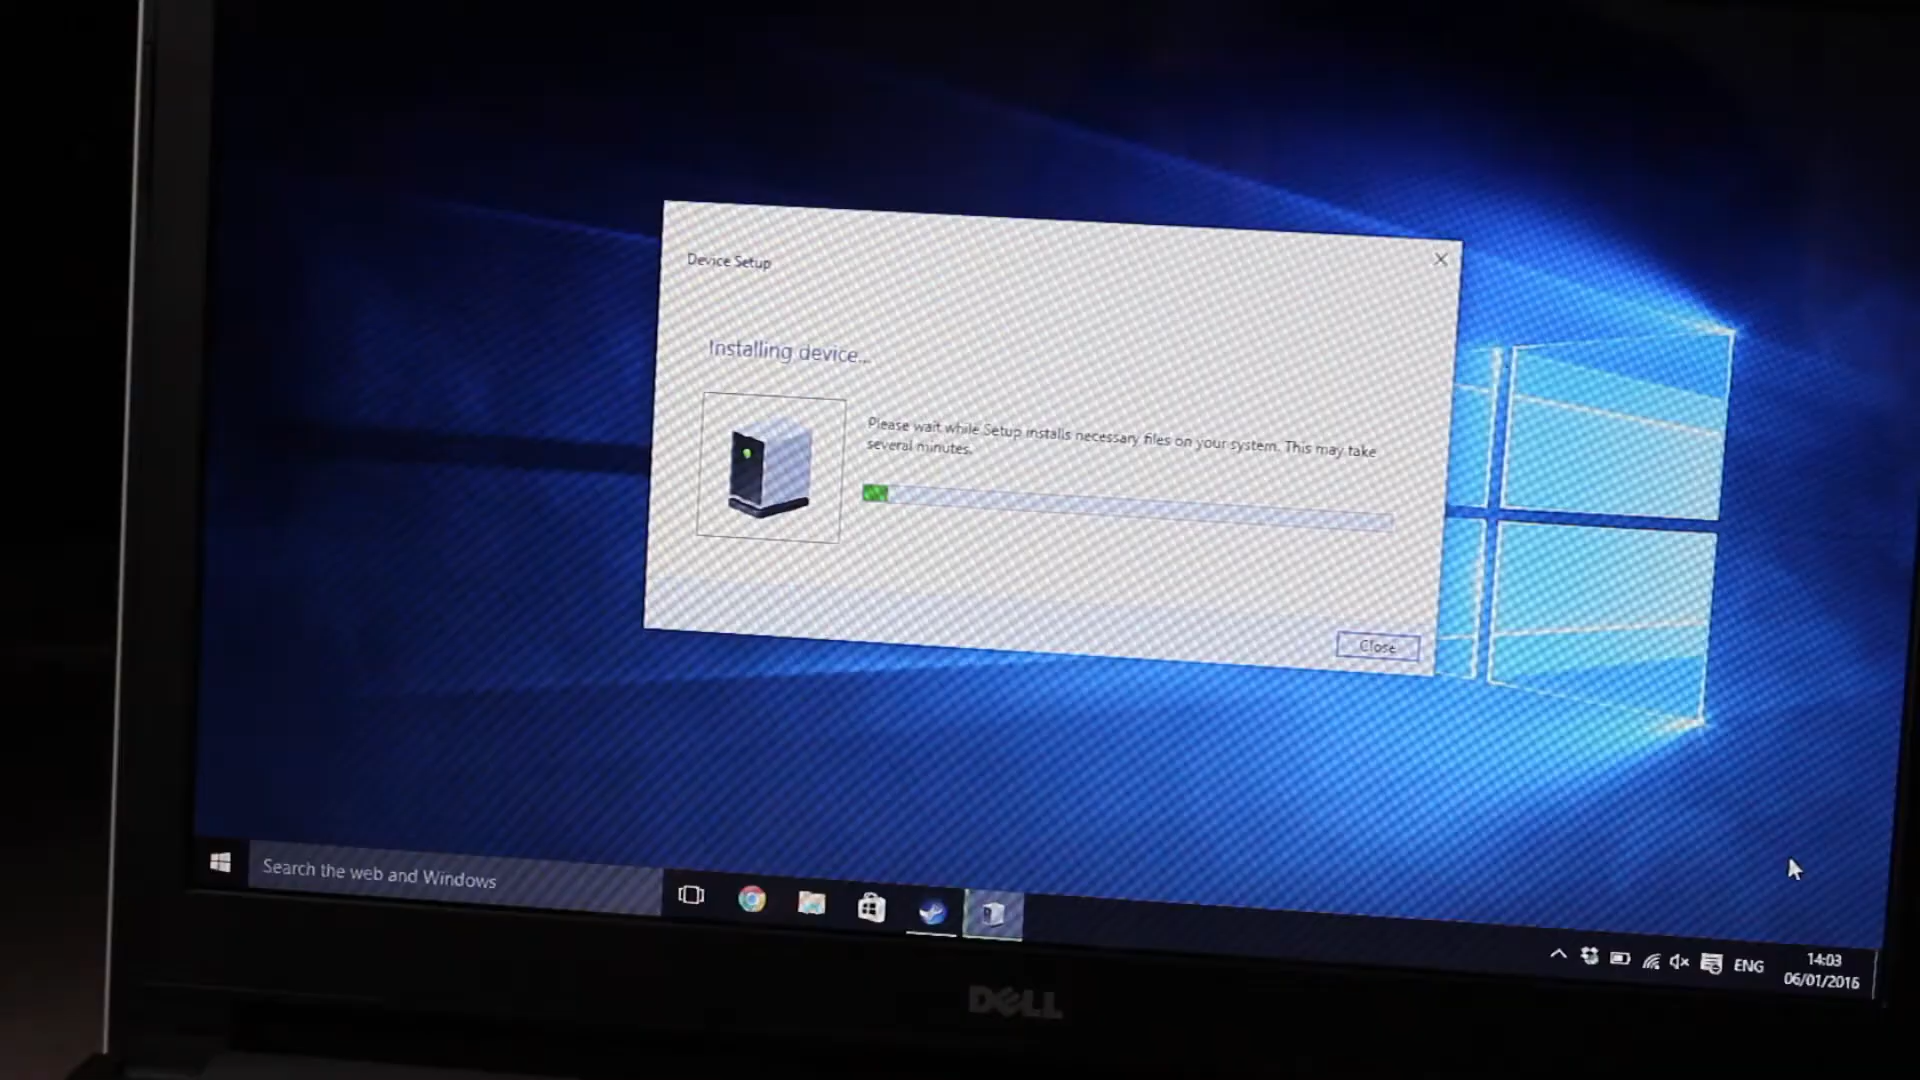 Device Setup
Installing device...
Please wait while Setup installs necessary files on your system. This may take
several minutes.
Close
Search the web and Windows
ENG
14:03
06/01/2016
DELL